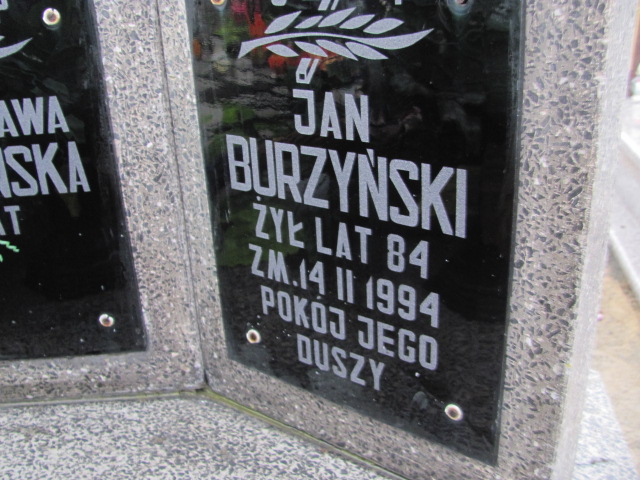 JAN
BURZYŃSKI
ŻYŁ LAT 84
ZM. 14 II 1994
POKÓJ JEGO
DUSZY